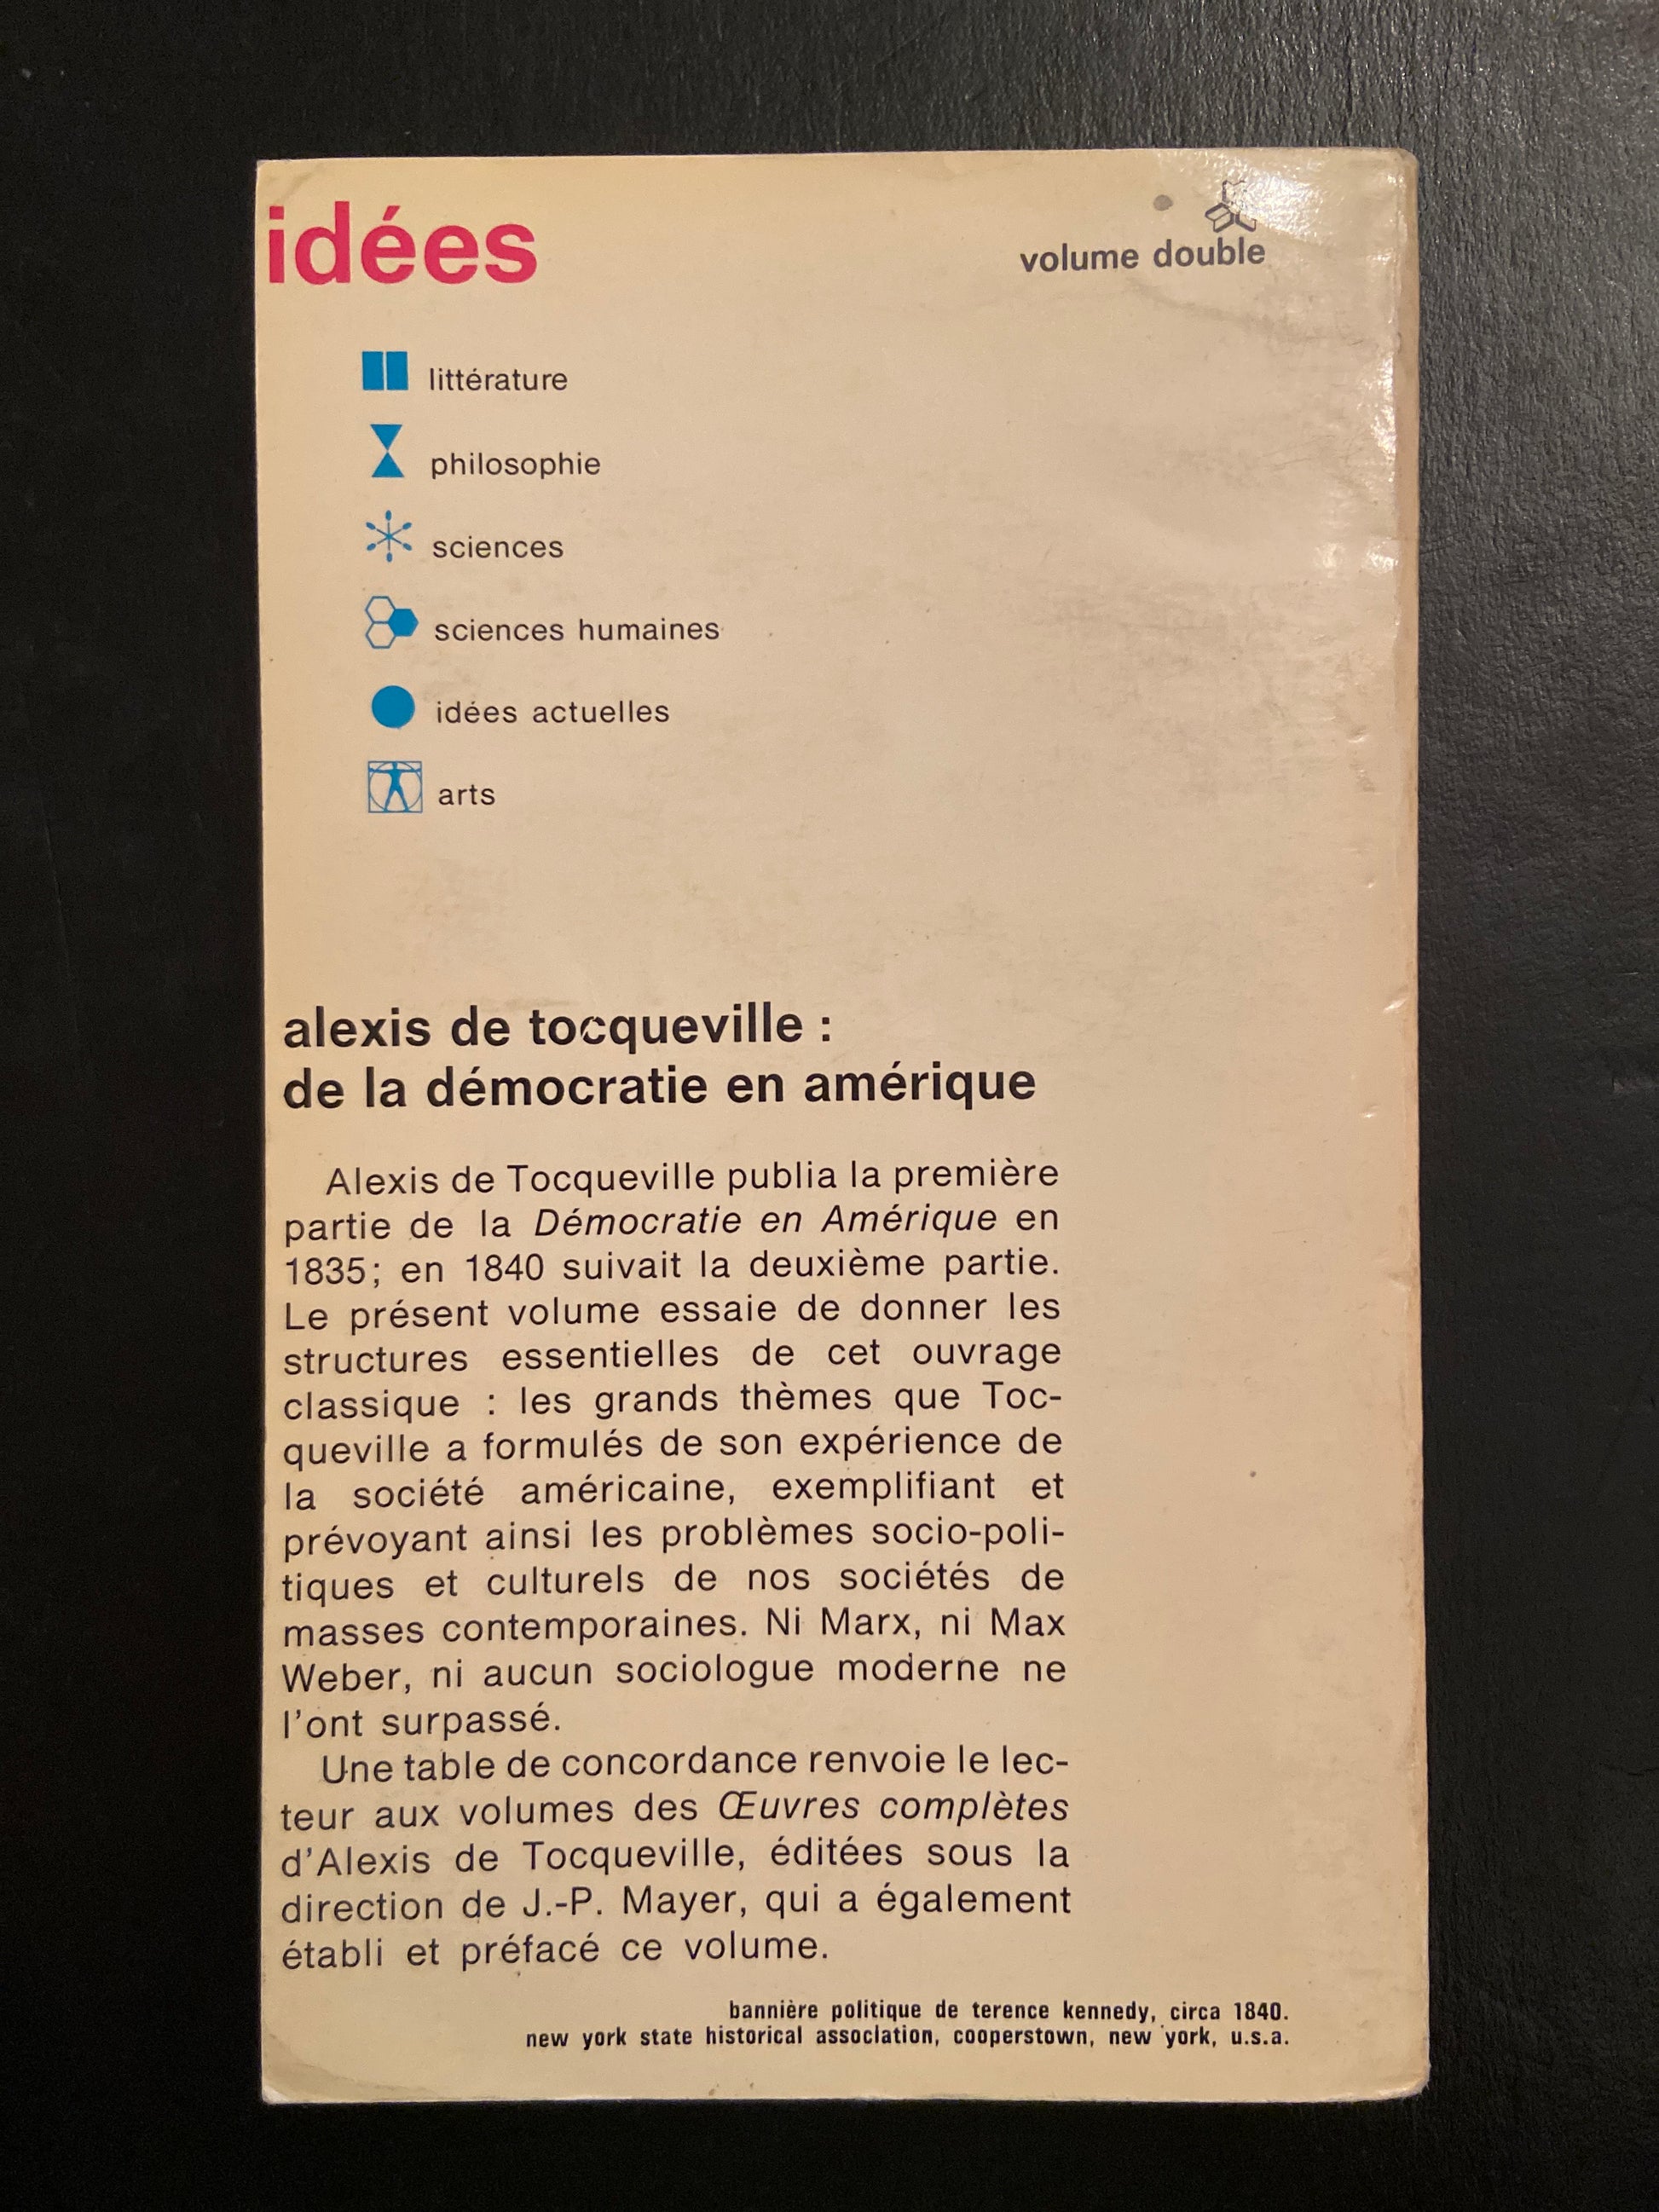 idées
volume double
littérature
philosophie
sciences
sciences humaines
idées actuelles
arts
alexis de tocqueville :
de la démocratie en amérique
Alexis de Tocqueville publia la première
partie de la Démocratie en Amérique en
1835; en 1840 suivait la deuxième partie.
Le présent volume essaie de donner les
structures essentielles de cet ouvrage
classique : les grands thèmes que Toc-
queville a formulés de son expérience de
la société américaine, exemplifiant et
prévoyant ainsi les problèmes socio-poli-
tiques et culturels de nos sociétés de
masses contemporaines. Ni Marx, ni Max
Weber, ni aucun sociologue moderne ne
l'ont surpassé.
Une table de concordance renvoie le lec-
teur aux volumes des Œuvres complètes
d'Alexis de Tocqueville, éditées sous la
direction de J.-P. Mayer, qui a également
établi et préfacé ce volume.
bannière politique de terence kennedy, circa 1840.
new york state historical association, cooperstown, new york, u.s.a.